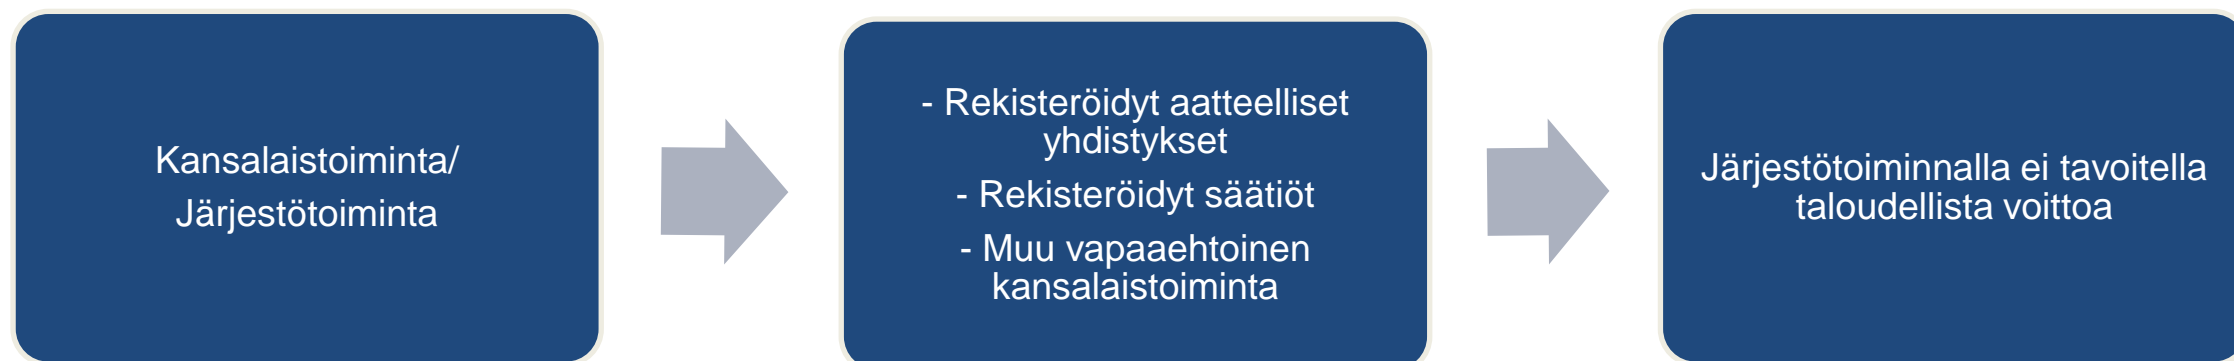 Kansalaistoiminta/
Järjestötoiminta
- Rekisteröidyt aatteelliset
yhdistykset
- Rekisteröidyt säätiöt
- Muu vapaaehtoinen
kansalaistoiminta
Järjestötoiminnalla ei tavoitella
taloudellista voittoa